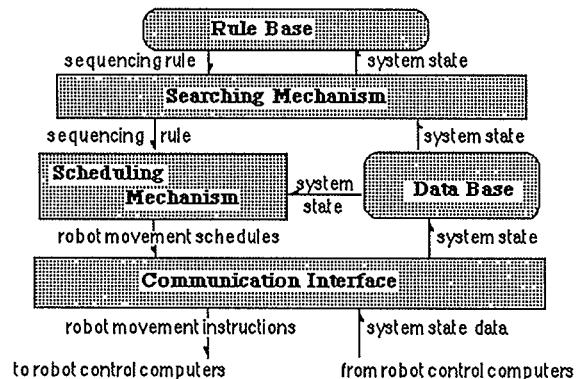 Rule Base
sequencing rule
system state
Searching Mechanism
sequencing rule
system state
Scheduling
Mechanism
system
state
Data Base
robot movement schedules
system state
Communication Interface
robot movement instructions
system state data
to robot control computers
from robot control computers